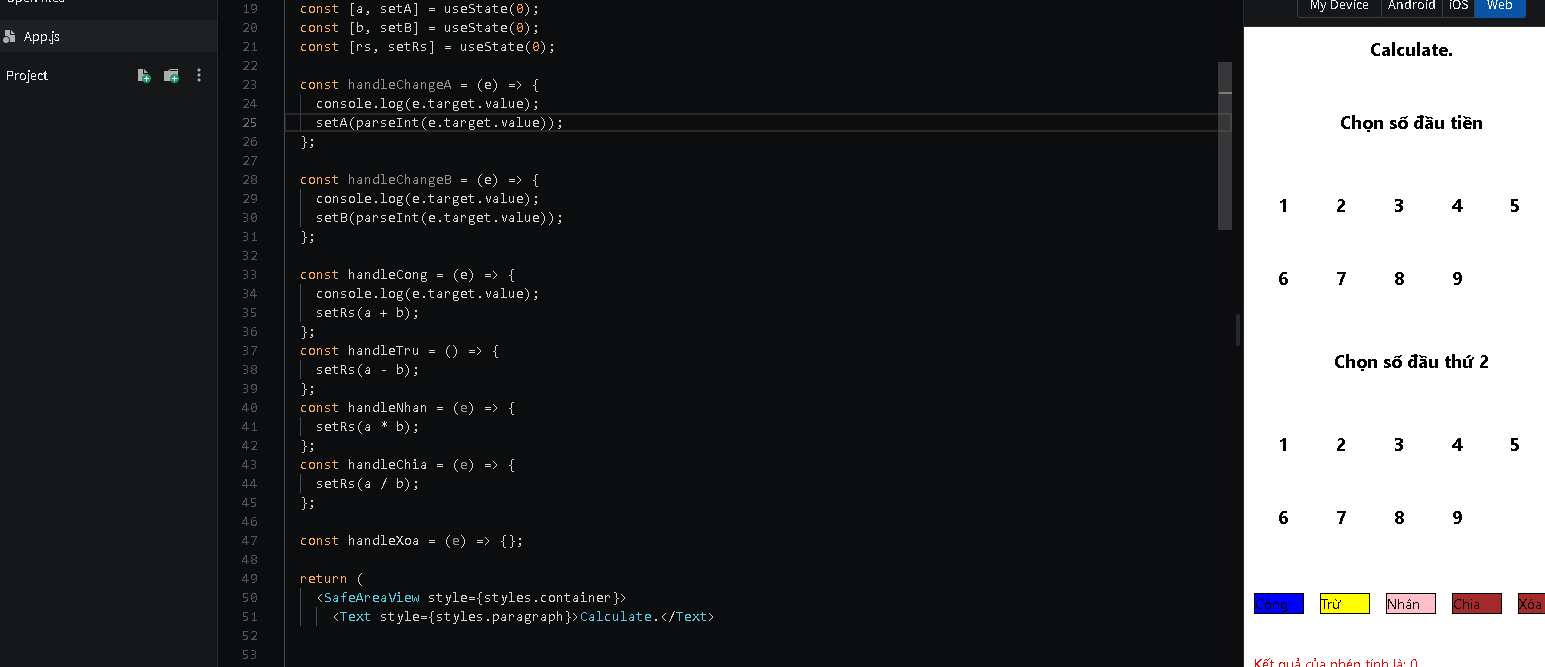 App.js
Project
19 const [a, setA] = useState(0);
20 const [b, setB] = useState(0);
21 const [rs, setRs] = useState(0);
22
23 const handleChangeA = (e) => {
24 console.log(e.target.value);
25 setA(parseInt(e.target.value));
26 };
27
28 const handleChangeB = (e) => {
29 console.log(e.target.value);
30 setB(parseInt(e.target.value));
31 };
32
33 const handleCong = (e) => {
34 console.log(e.target.value);
35 setRs(a + b);
36 };
37 const handleTru = () => {
38 setRs(a - b);
39 };
40 const handleNhan = (e) => {
41 setRs(a * b);
42 };
43 const handleChia = (e) => {
44 setRs(a / b);
45 };
46
47 const handleXoa = (e) => {};
48
49 return (
50 <SafeAreaView style={styles.container}>
51 <Text style={styles.paragraph}>Calculate.</Text>
52
53
My Device Android iOS Web
Calculate.
Chọn số đầu tiền
1 2 3 4 5
6 7 8 9
Chọn số đầu thứ 2
1 2 3 4 5
6 7 8 9
Cộng Trừ Nhân Chia Xóa
Kết quả của phép tính là: 0